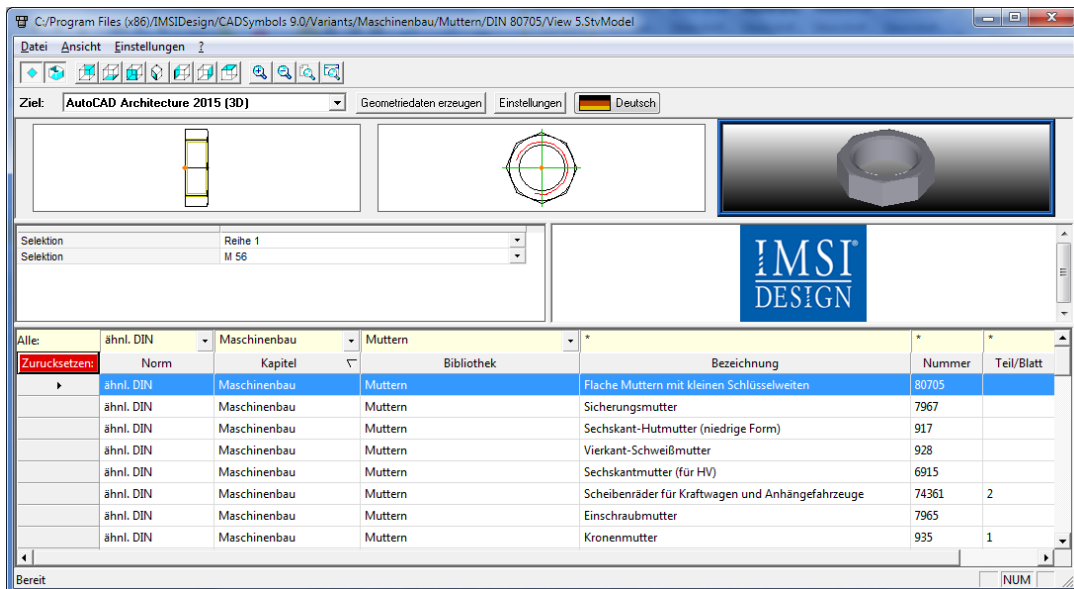 C:/Program Files (x86)/IMSIDesign/CADSymbols 9.0/Variants/Maschinenbau/Muttern/DIN 80705/View 5.StvModel
Datei Ansicht Einstellungen ?
Ziel: AutoCAD Architecture 2015 (3D) Geometriedaten erzeugen Einstellungen Deutsch
Selektion Reihe 1
Selektion M 56
IMSI®
DESIGN
Alle: ähnl. DIN Maschinenbau Muttern * * *
Zurucksetzen: Norm Kapitel Bibliothek Bezeichnung Nummer Teil/Blatt
ähnl. DIN Maschinenbau Muttern Flache Muttern mit kleinen Schlüsselweiten 80705
ähnl. DIN Maschinenbau Muttern Sicherungsmutter 7967
ähnl. DIN Maschinenbau Muttern Sechskant-Hutmutter (niedrige Form) 917
ähnl. DIN Maschinenbau Muttern Vierkant-Schweißmutter 928
ähnl. DIN Maschinenbau Muttern Sechskantmutter (für HV) 6915
ähnl. DIN Maschinenbau Muttern Scheibenräder für Kraftwagen und Anhängefahrzeuge 74361 2
ähnl. DIN Maschinenbau Muttern Einschraubmutter 7965
ähnl. DIN Maschinenbau Muttern Kronenmutter 935 1
Bereit NUM